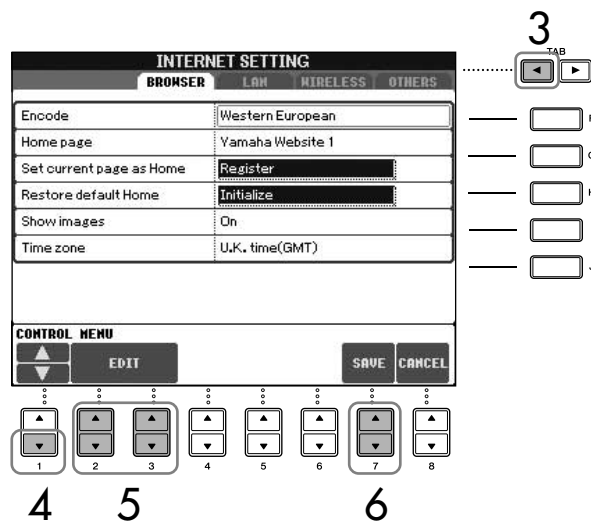 3
TAB
INTERNET SETTING
BROWSER LAN WIRELESS OTHERS
Encode Western European
Home page Yamaha Website 1
Set current page as Home Register
Restore default Home Initialize
Show images On
Time zone U.K. time(GMT)
CONTROL MENU
EDIT SAVE CANCEL
1 2 3 4 5 6 7 8
4 5 6